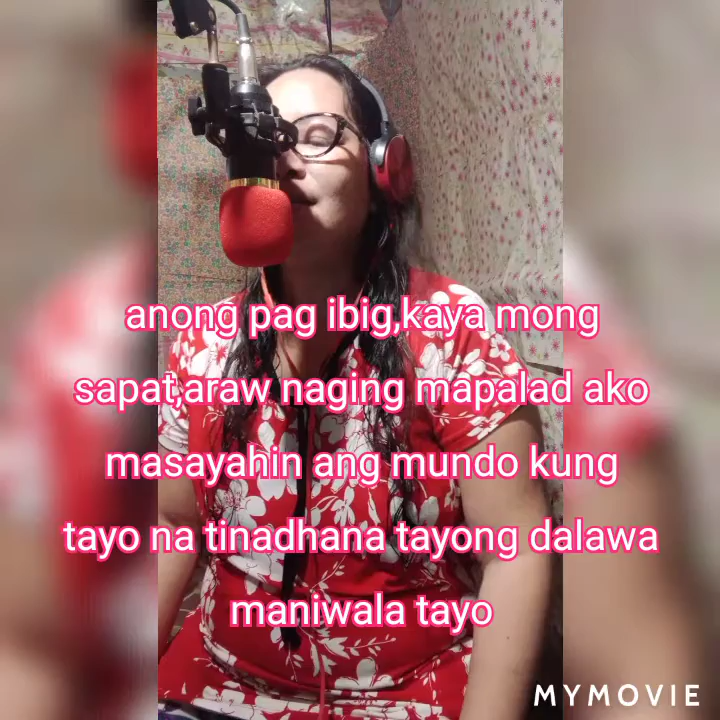 anong pag ibig,kaya mong
sapat,araw naging mapalad ako
masayahin ang mundo kung
tayo na tinadhana tayong dalawa
maniwala tayo
MYMOVIE